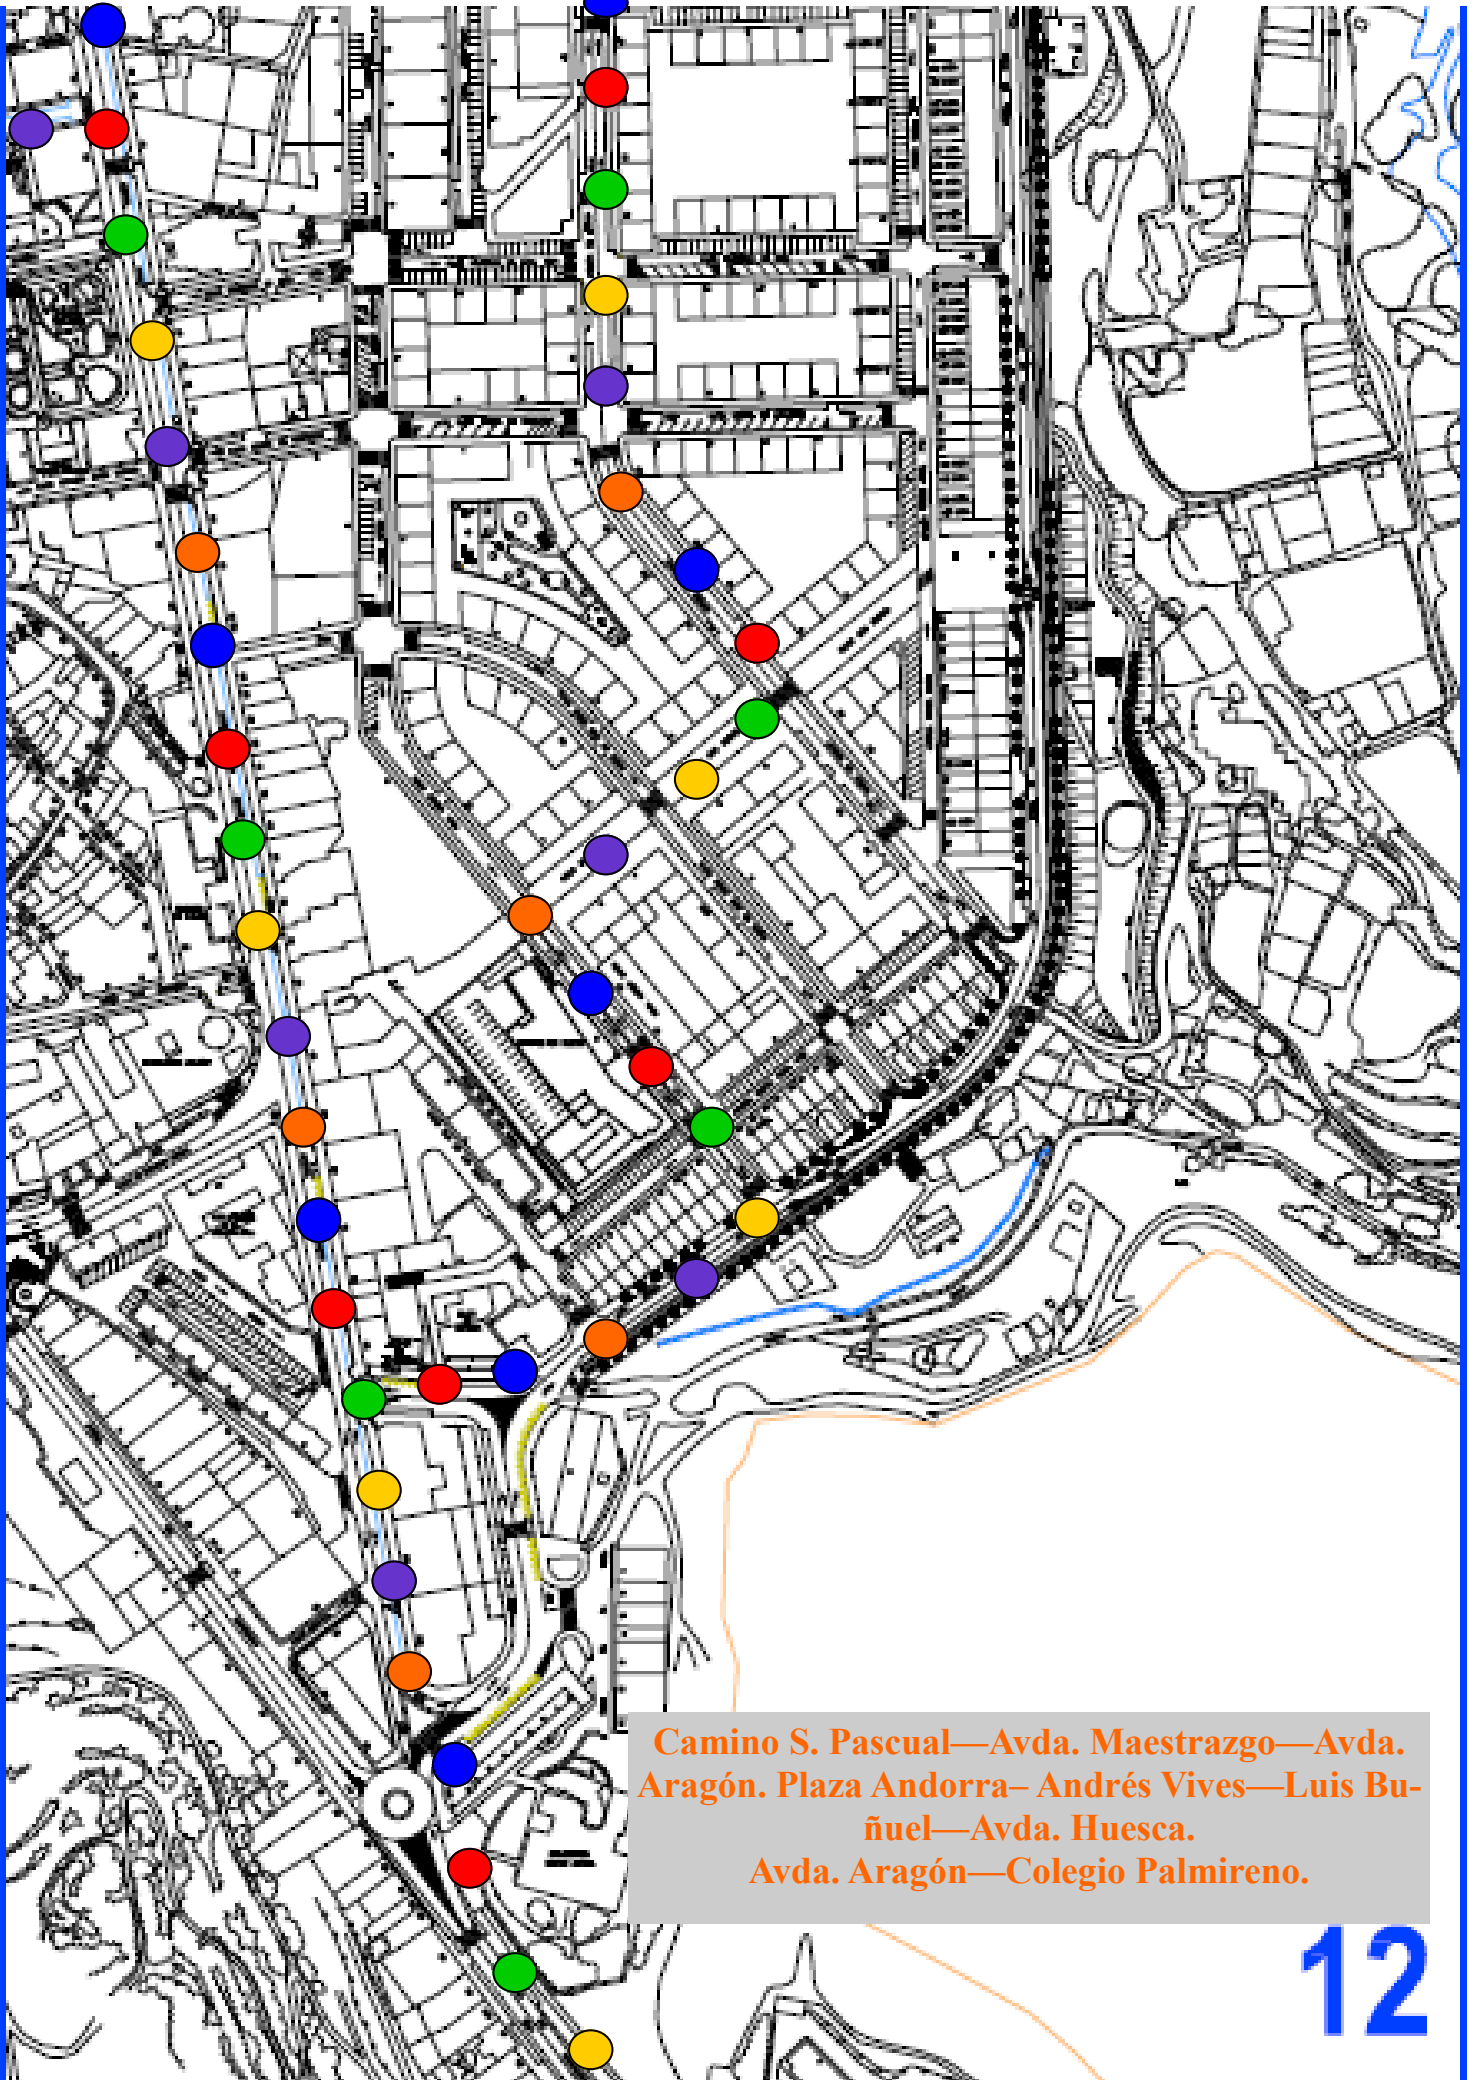 Camino S. Pascual—Avda. Maestrazgo—Avda.
Aragón. Plaza Andorra– Andrés Vives—Luis Bu-
ñuel—Avda. Huesca.
Avda. Aragón—Colegio Palmireno.
12